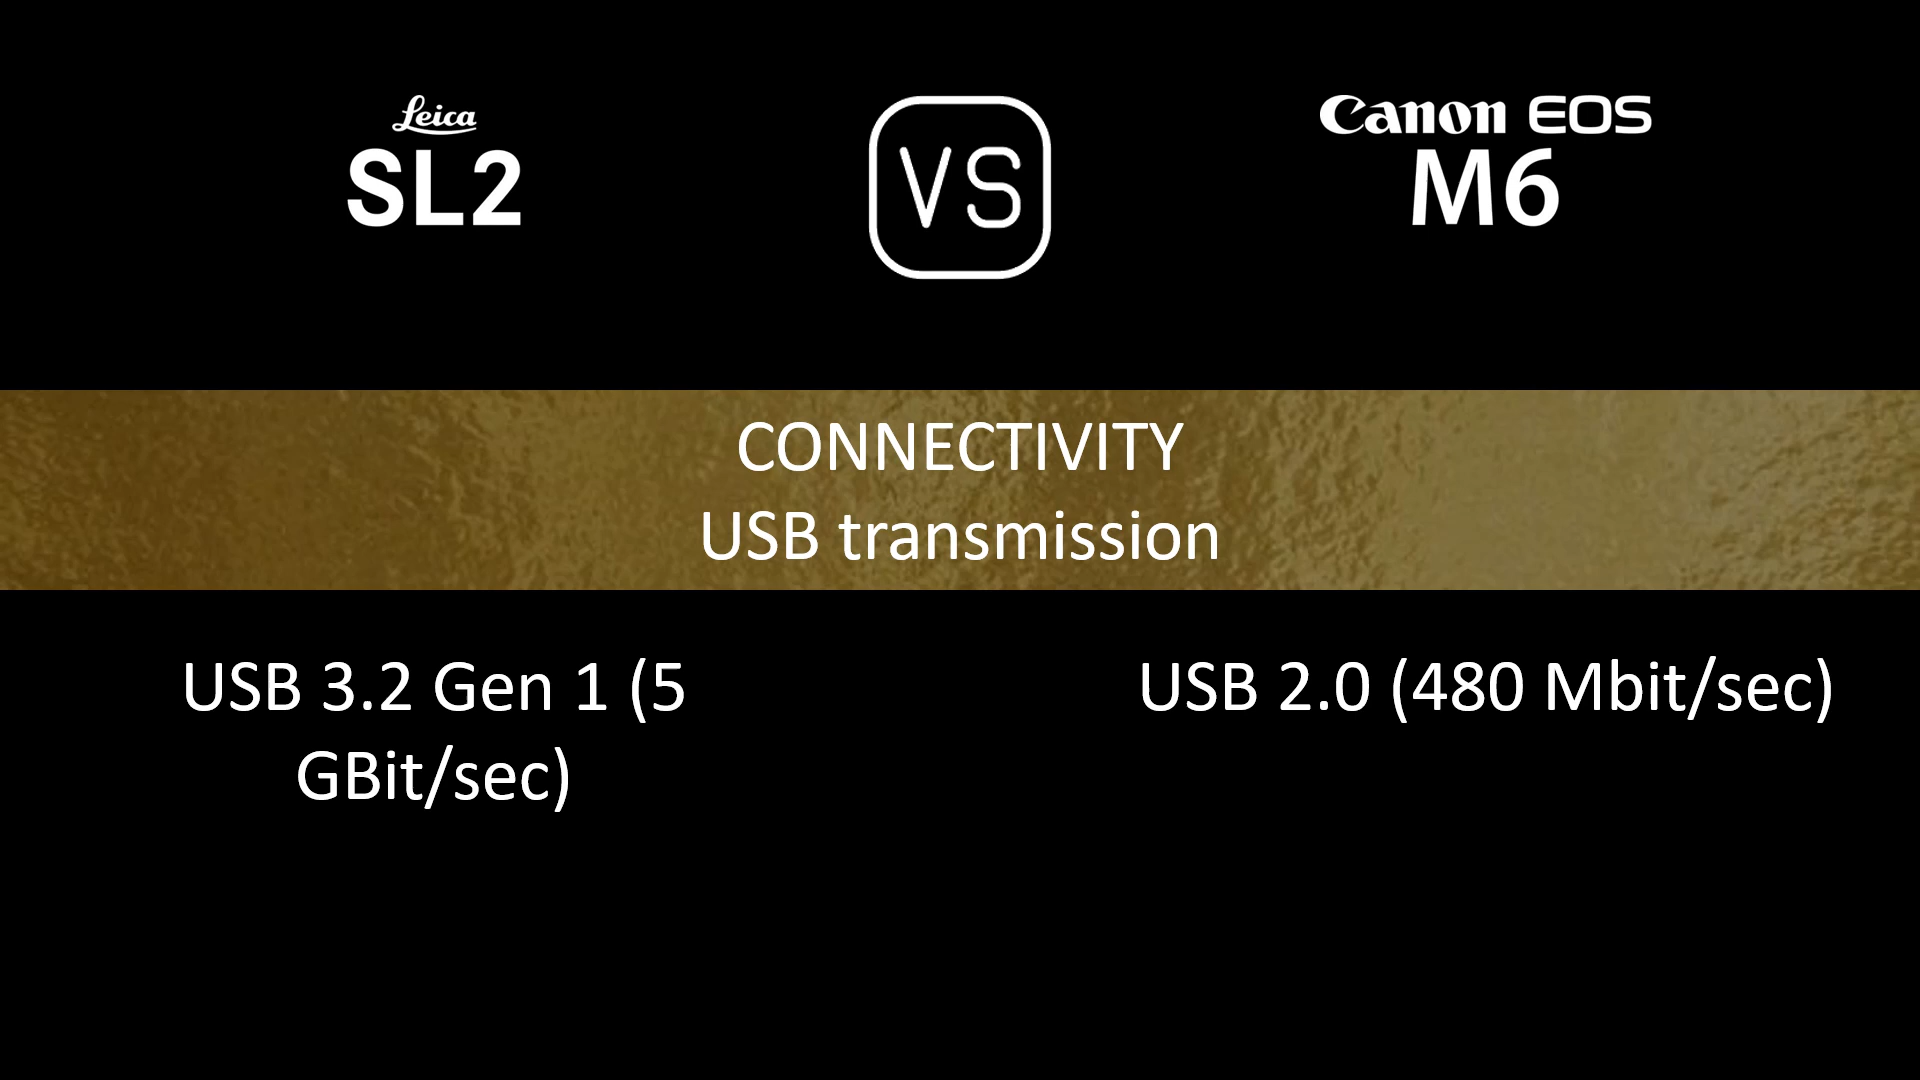 Leica
SL2
VS
Canon EOS
M6
CONNECTIVITY
USB transmission
USB 3.2 Gen 1 (5
GBit/sec)
USB 2.0 (480 Mbit/sec)